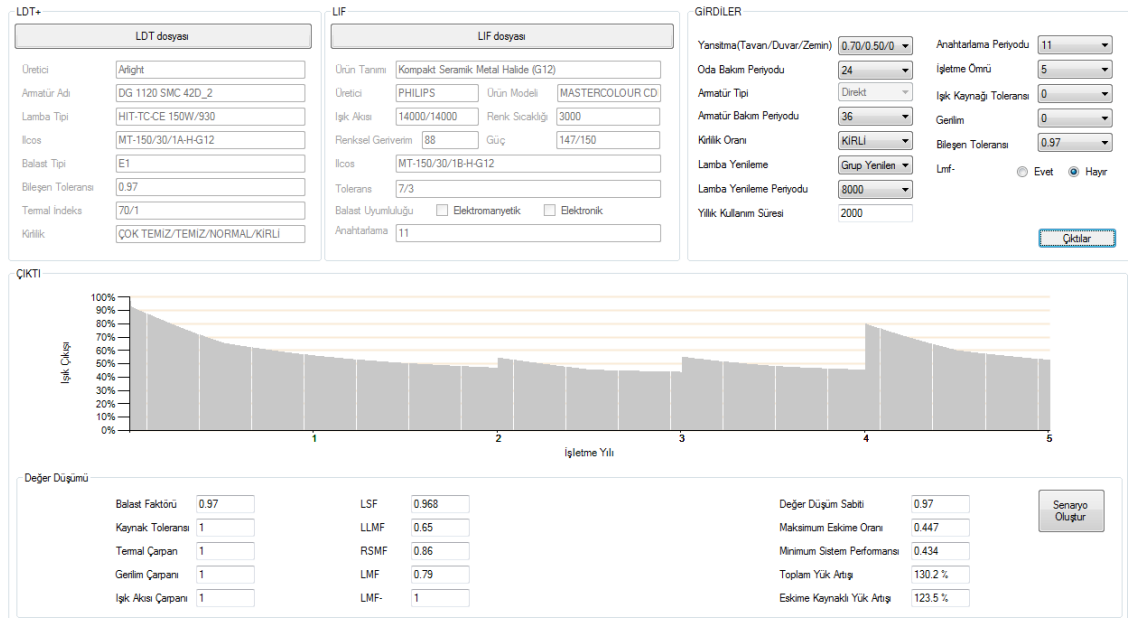 LDT+
LDT dosyası
Üretici Arlight
Armatür Adı DG 1120 SMC 42D_2
Lamba Tipi HIT-TC-CE 150W/930
Ilcos MT-150/30/1A-H-G12
Balast Tipi E1
Bileşen Toleransı 0.97
Termal İndeks 70/1
Kirlilik ÇOK TEMİZ/TEMİZ/NORMAL/KİRLİ
LIF
LIF dosyası
Ürün Tanımı Kompakt Seramik Metal Halide (G12)
Üretici PHILIPS Ürün Modeli MASTERCOLOUR CD
Işık Akısı 14000/14000 Renk Sıcaklığı 3000
Renksel Geriverim 88 Güç 147/150
Ilcos MT-150/30/1B-H-G12
Tolerans 7/3
Balast Uyumluluğu Elektromanyetik Elektronik
Anahtarlama 11
GİRDİLER
Yansıtma(Tavan/Duvar/Zemin) 0.70/0.50/0 Anahtarlama Periyodu 11
Oda Bakım Periyodu 24 İşletme Ömrü 5
Armatür Tipi Direkt Işık Kaynağı Toleransı 0
Armatür Bakım Periyodu 36 Gerilim 0
Kirlilik Oranı KİRLİ Bileşen Toleransı 0.97
Lamba Yenileme Grup Yenilen Lmf- Evet Hayır
Lamba Yenileme Periyodu 8000
Yıllık Kullanım Süresi 2000
Çıktılar
ÇIKTI
100%
90%
80%
70%
60%
50%
40%
30%
20%
10%
0%
Işık Çıkışı
1 2 3 4 5
İşletme Yılı
Değer Düşümü
Balast Faktörü 0.97 LSF 0.968 Değer Düşüm Sabiti 0.97
Kaynak Toleransı 1 LLMF 0.65 Maksimum Eskime Oranı 0.447
Termal Çarpan 1 RSMF 0.86 Minimum Sistem Performansı 0.434
Gerilim Çarpanı 1 LMF 0.79 Toplam Yük Artışı 130.2 %
Işık Akısı Çarpanı 1 LMF- 1 Eskime Kaynaklı Yük Artışı 123.5 %
Senaryo
Oluştur